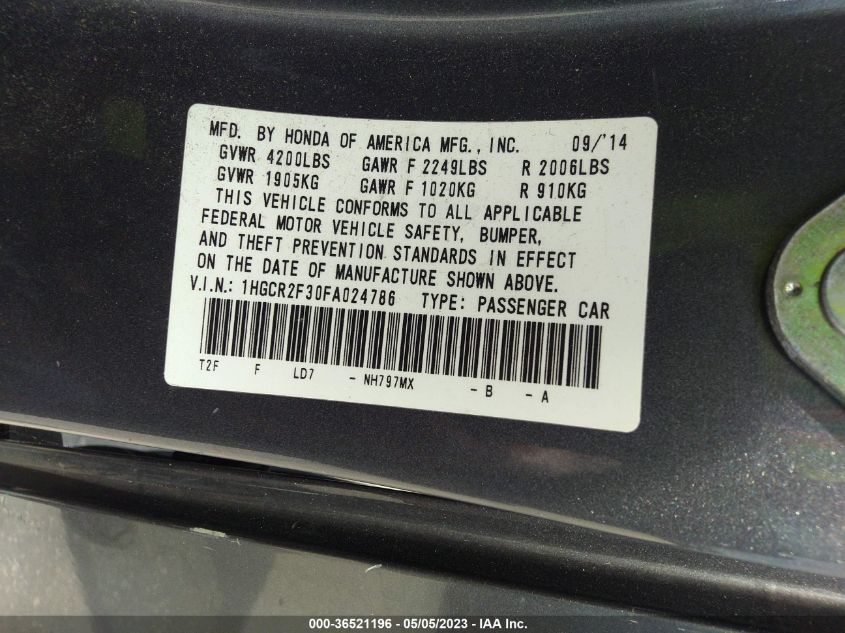 MFD. BY HONDA OF AMERICA MFG., INC. 09/'14
GVWR 4200LBS GAWR F 2249LBS R 2006LBS
GVWR 1905KG GAWR F 1020KG R 910KG
THIS VEHICLE CONFORMS TO ALL APPLICABLE
FEDERAL MOTOR VEHICLE SAFETY, BUMPER,
AND THEFT PREVENTION STANDARDS IN EFFECT
ON THE DATE OF MANUFACTURE SHOWN ABOVE.
V.I.N.: 1HGCR2F30FA024786 TYPE: PASSENGER CAR
T2F F LD7 - NH797MX - B - A
000-36521196 - 05/05/2023 - IAA Inc.